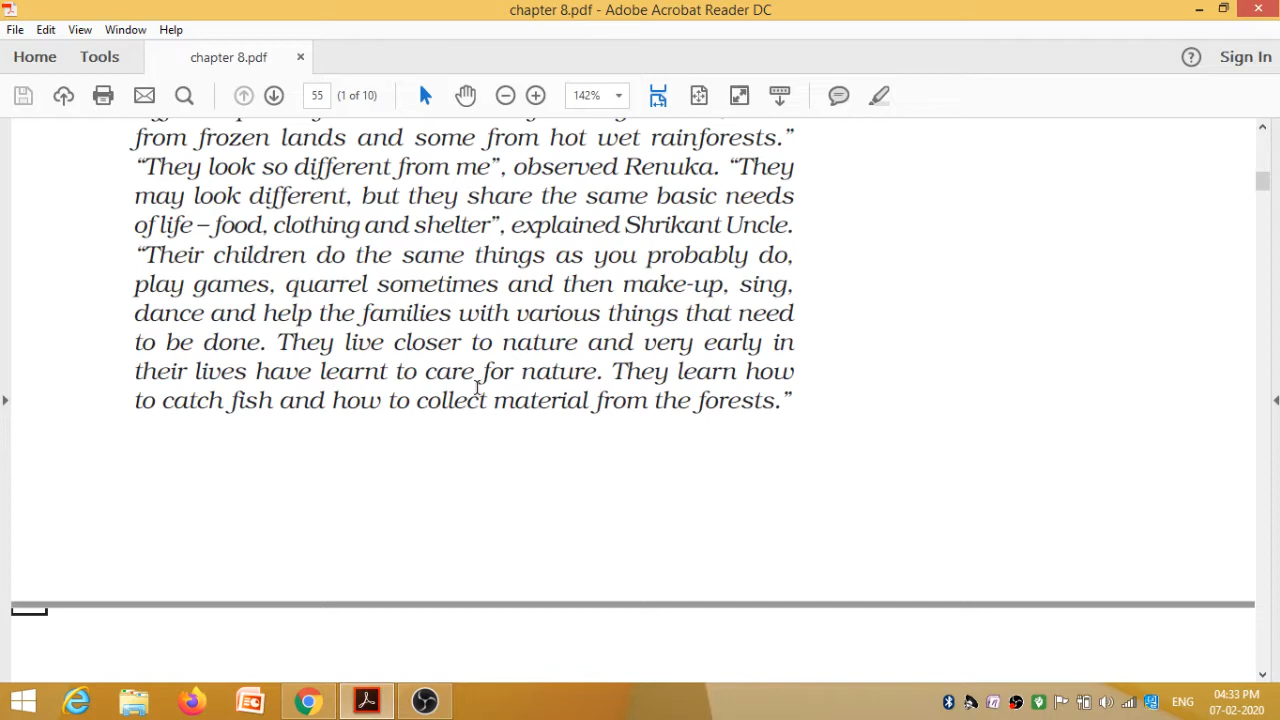 chapter 8.pdf - Adobe Acrobat Reader DC
File Edit View Window Help
Home Tools chapter 8.pdf × ? Sign In
55 (1 of 10) 142%
from frozen lands and some from hot wet rainforests.”
“They look so different from me”, observed Renuka. “They
may look different, but they share the same basic needs
of life – food, clothing and shelter”, explained Shrikant Uncle.
“Their children do the same things as you probably do,
play games, quarrel sometimes and then make-up, sing,
dance and help the families with various things that need
to be done. They live closer to nature and very early in
their lives have learnt to care for nature. They learn how
to catch fish and how to collect material from the forests.”
ENG
04:33 PM
07-02-2020